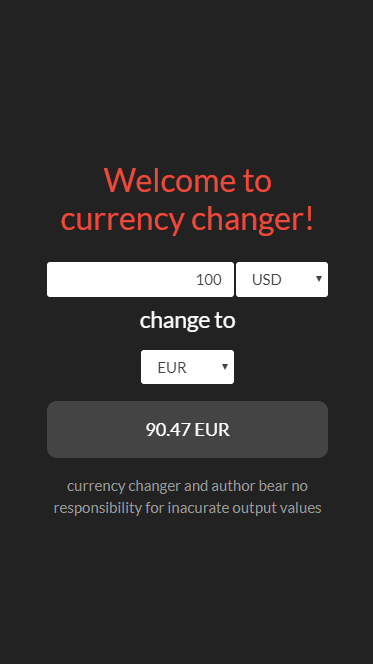 Welcome to
currency changer!
100 USD
change to
EUR
90.47 EUR
currency changer and author bear no
responsibility for inacurate output values